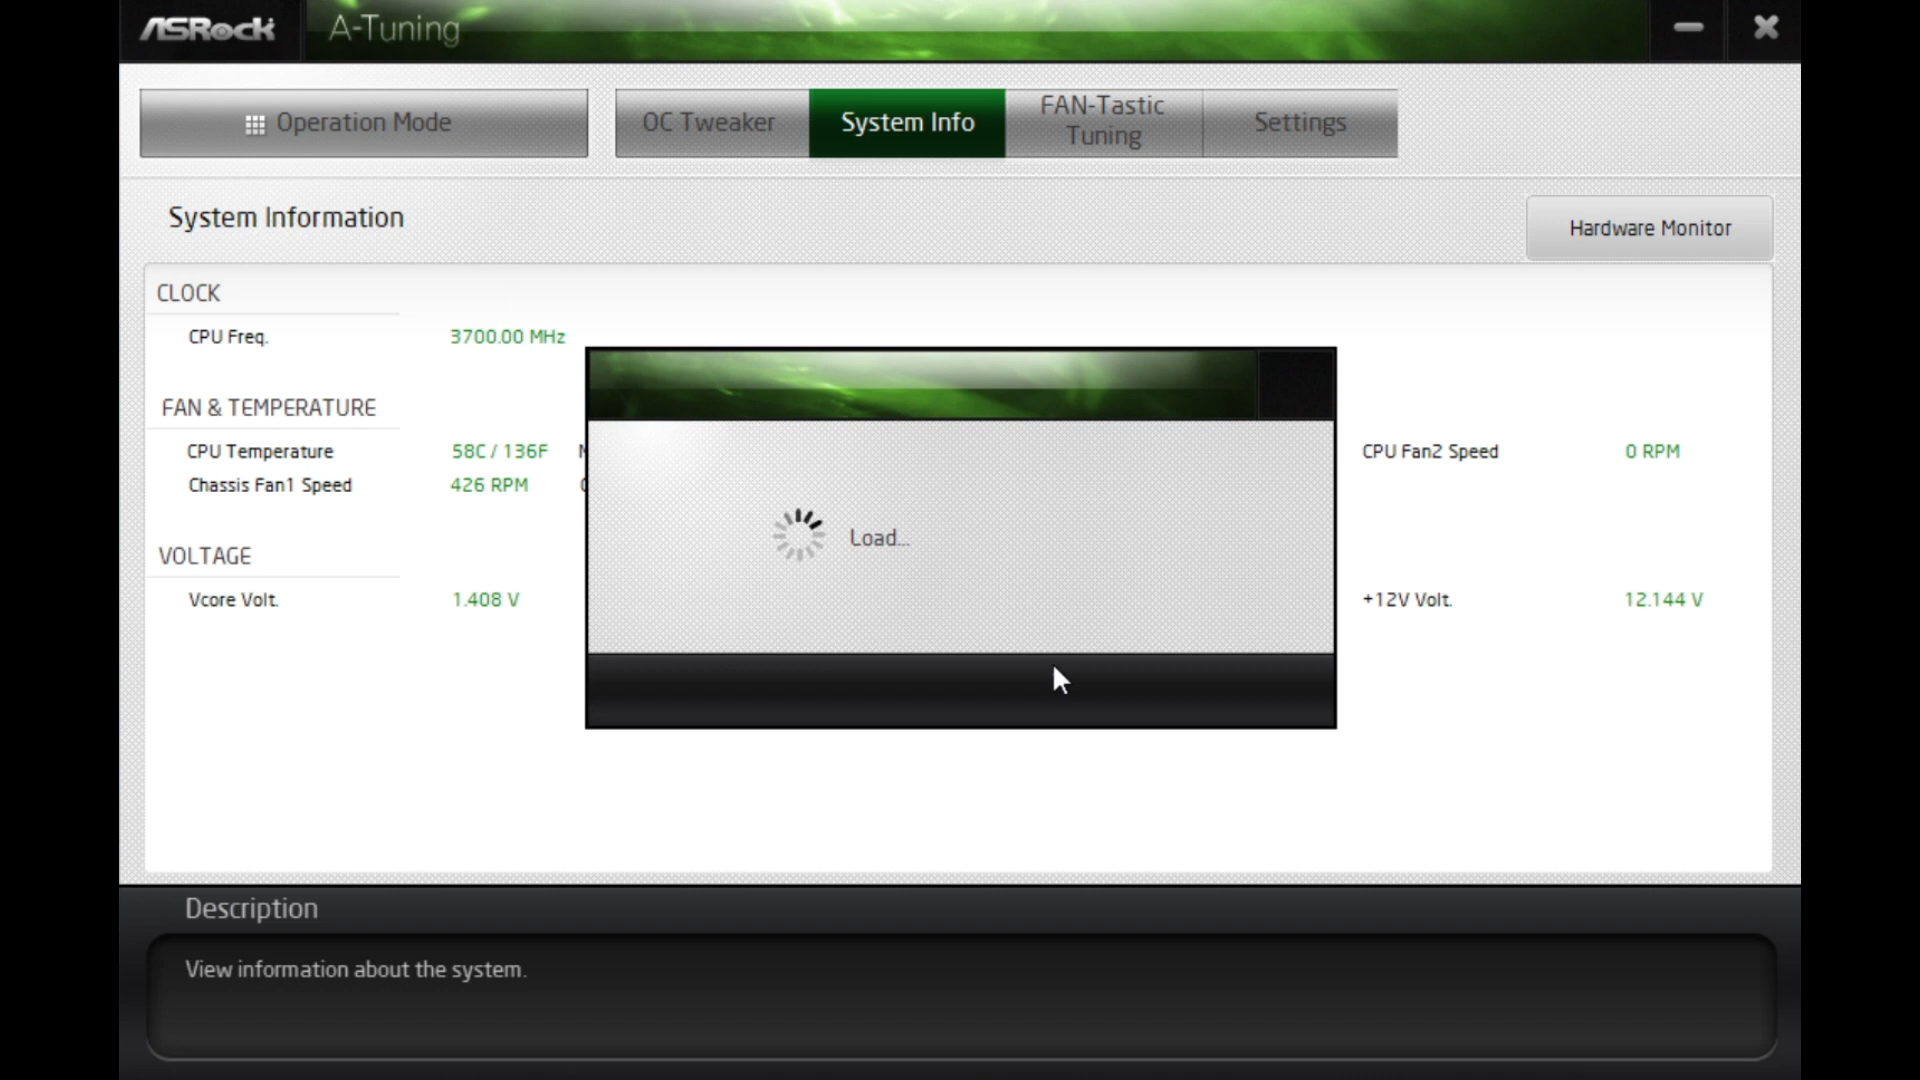 ASRock A-Tuning
Operation Mode
OC Tweaker
System Info
FAN-Tastic
Tuning
Settings
System Information
Hardware Monitor
CLOCK
CPU Freq. 3700.00 MHz
FAN & TEMPERATURE
CPU Temperature 58C / 136F CPU Fan2 Speed 0 RPM
Chassis Fan1 Speed 426 RPM
Load...
VOLTAGE
Vcore Volt. 1.408 V +12V Volt. 12.144 V
Description
View information about the system.